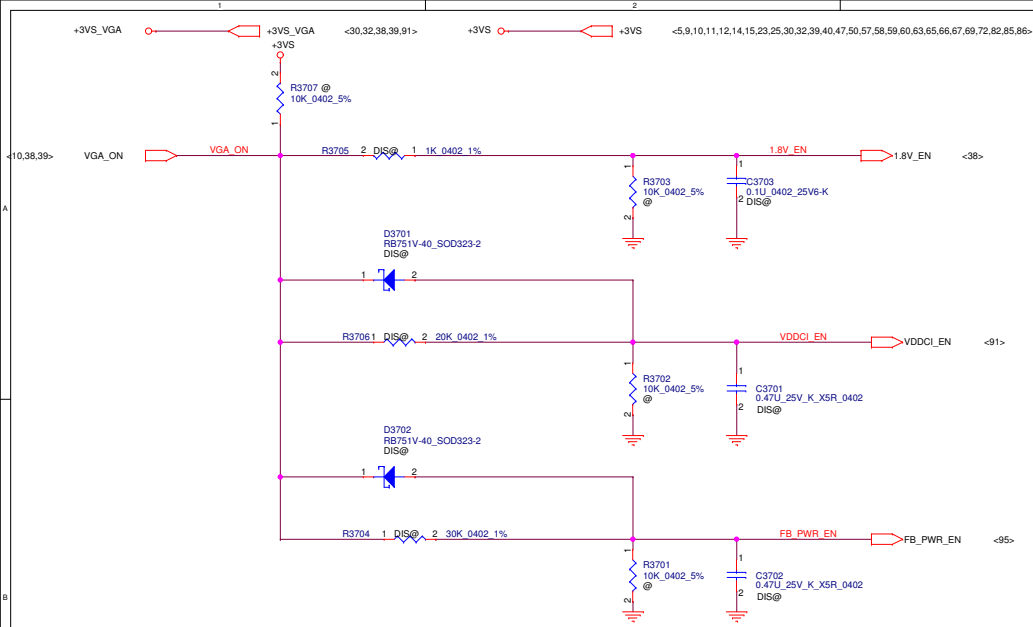 1
2
+3VS_VGA
+3VS_VGA
<30,32,38,39,91>
+3VS
+3VS
<5,9,10,11,12,14,15,23,25,30,32,39,40,47,50,57,58,59,60,63,65,66,67,69,72,82,85,86>
+3VS
2
R3707 @
10K_0402_5%
1
<10,38,39>
VGA_ON
VGA_ON
R3705
2
DIS@
1
1K_0402_1%
1.8V_EN
1.8V_EN
<38>
1
R3703
10K_0402_5%
@
2
1
C3703
0.1U_0402_25V6-K
2
DIS@
A
D3701
RB751V-40_SOD323-2
DIS@
1
2
R3706
1
DIS@
2
20K_0402_1%
VDDCI_EN
VDDCI_EN
<91>
1
R3702
10K_0402_5%
@
2
1
C3701
0.47U_25V_K_X5R_0402
2
DIS@
D3702
RB751V-40_SOD323-2
DIS@
1
2
R3704
1
DIS@
2
30K_0402_1%
FB_PWR_EN
FB_PWR_EN
<95>
1
R3701
10K_0402_5%
@
2
1
C3702
0.47U_25V_K_X5R_0402
2
DIS@
B